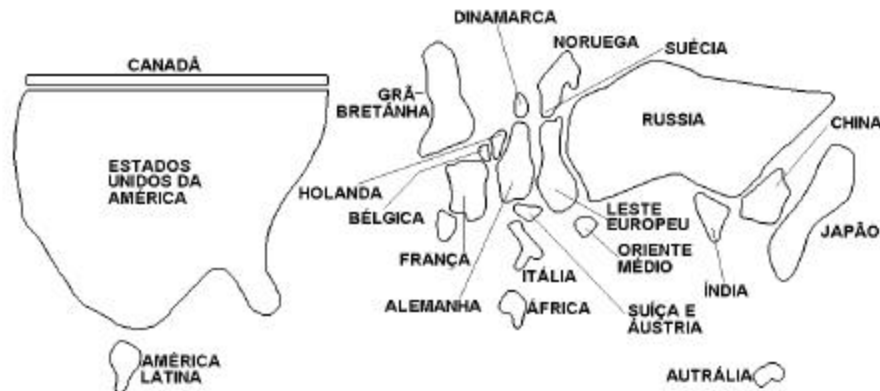 DINAMARCA
NORUEGA
SUÉCIA
CANADÂ
GRÃ-
BRETÂNHA
RUSSIA
CHINA
ESTADOS
UNIDOS DA
AMÉRICA
HOLANDA
BÉLGICA
LESTE
EUROPEU
JAPÃO
FRANÇA
ORIENTE
MÉDIO
ITÁLIA
ÍNDIA
ALEMANHA
ÁFRICA
SUÍÇA E
ÁUSTRIA
AMÉRICA
LATINA
AUTRÁLIA